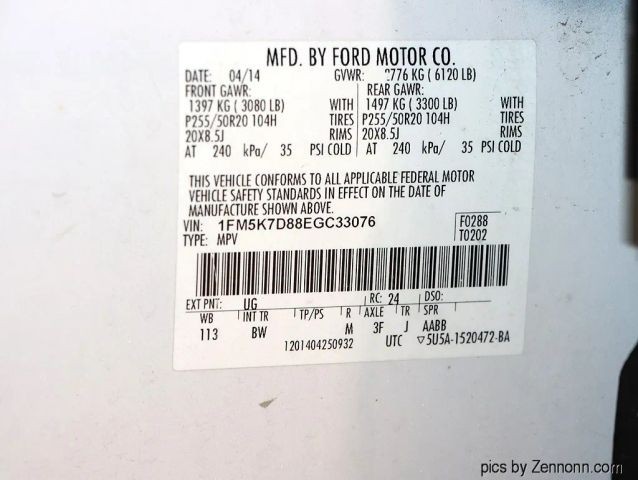 MFD. BY FORD MOTOR CO.
DATE: 04/14 GVWR: 2776 KG ( 6120 LB)
FRONT GAWR: REAR GAWR:
1397 KG ( 3080 LB) WITH 1497 KG ( 3300 LB) WITH
P255/50R20 104H TIRES P255/50R20 104H TIRES
20X8.5J RIMS 20X8.5J RIMS
AT 240 kPa/ 35 PSI COLD AT 240 kPa/ 35 PSI COLD
THIS VEHICLE CONFORMS TO ALL APPLICABLE FEDERAL MOTOR
VEHICLE SAFETY STANDARDS IN EFFECT ON THE DATE OF
MANUFACTURE SHOWN ABOVE.
VIN: 1FM5K7D88EGC33076 F0288
TYPE: MPV T0202
EXT PNT: UG RC: 24 DSO:
WB INT TR TP/PS R AXLE TR SPR
113 BW M 3F J AABB
1201404250932 UTC ▽5U5A-1520472-BA
pics by Zennonn.com